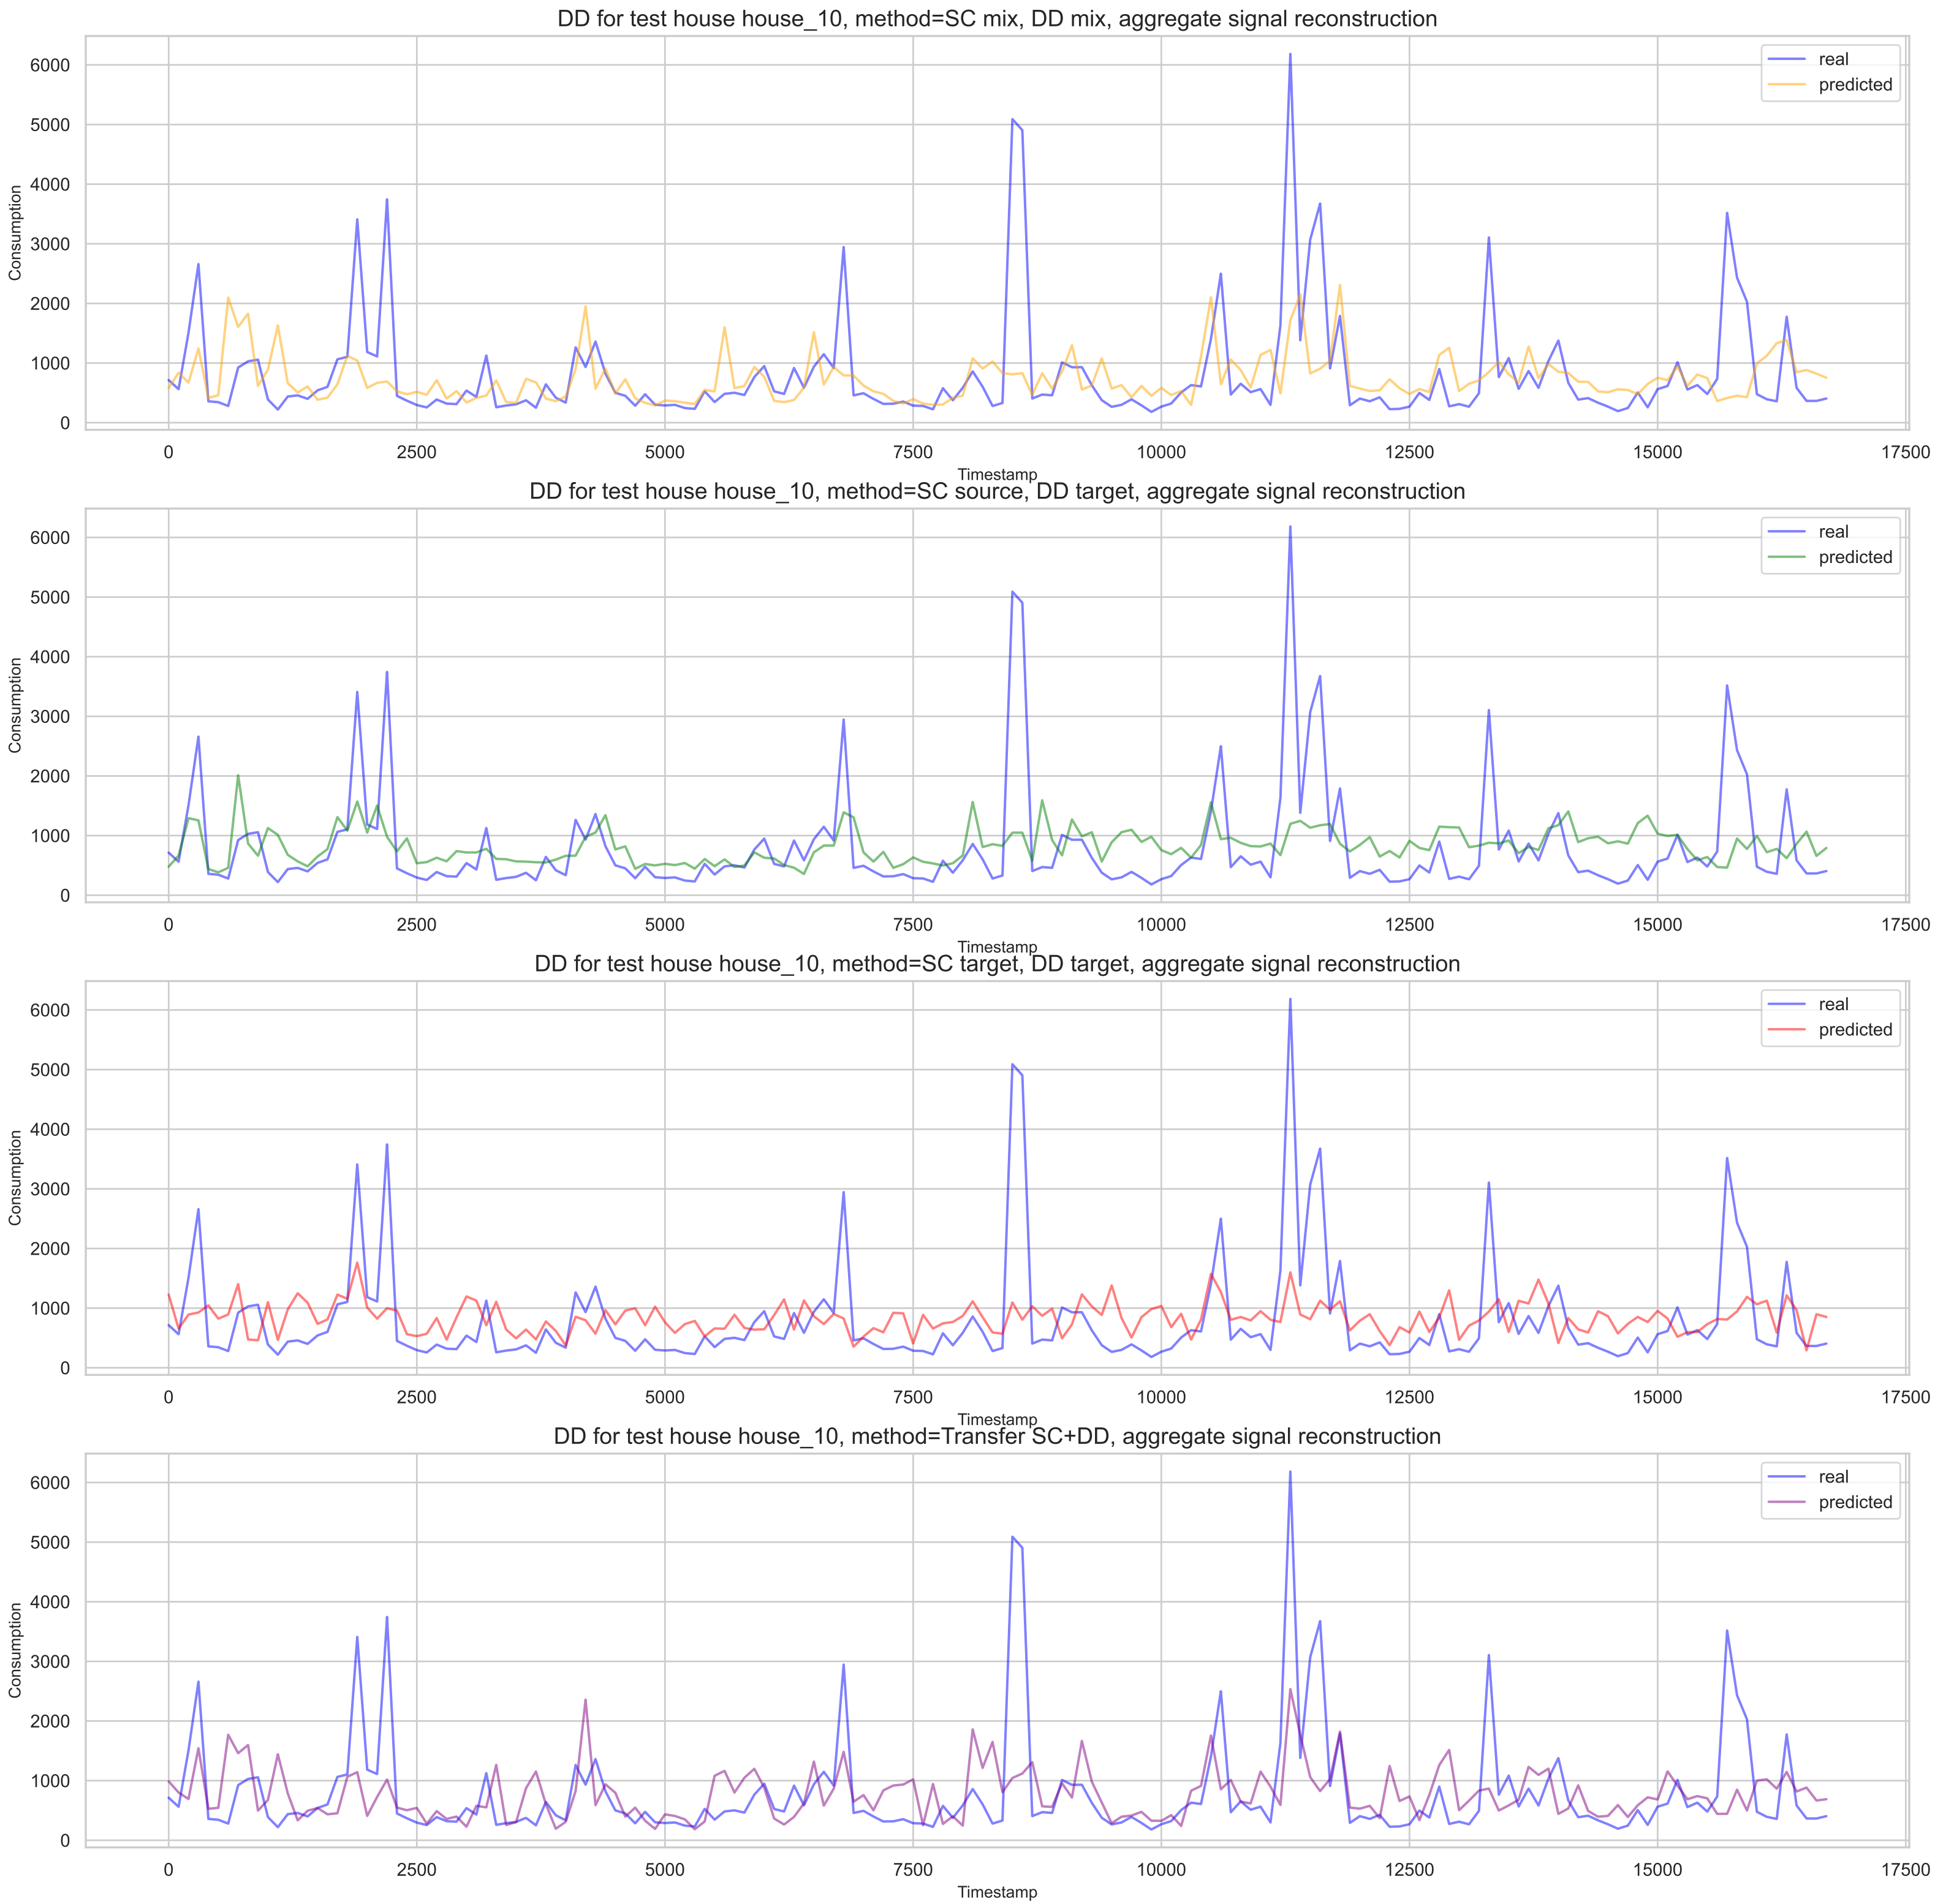 DD for test house house_10, method=SC mix, DD mix, aggregate signal reconstruction
real
predicted
6000
5000
4000
3000
2000
1000
0
Consumption
0 2500 5000 7500 10000 12500 15000 17500
Timestamp
DD for test house house_10, method=SC source, DD target, aggregate signal reconstruction
real
predicted
6000
5000
4000
3000
2000
1000
0
Consumption
0 2500 5000 7500 10000 12500 15000 17500
Timestamp
DD for test house house_10, method=SC target, DD target, aggregate signal reconstruction
real
predicted
6000
5000
4000
3000
2000
1000
0
Consumption
0 2500 5000 7500 10000 12500 15000 17500
Timestamp
DD for test house house_10, method=Transfer SC+DD, aggregate signal reconstruction
real
predicted
6000
5000
4000
3000
2000
1000
0
Consumption
0 2500 5000 7500 10000 12500 15000 17500
Timestamp